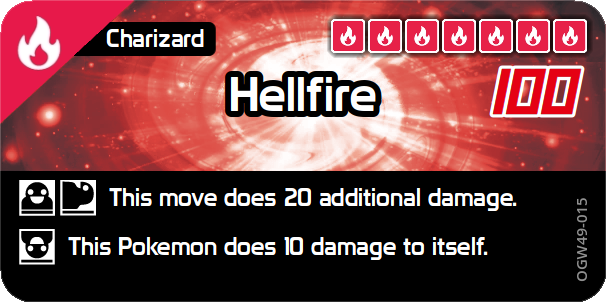 Charizard
Hellfire
100
This move does 20 additional damage.
This Pokemon does 10 damage to itself.
OGW49-015